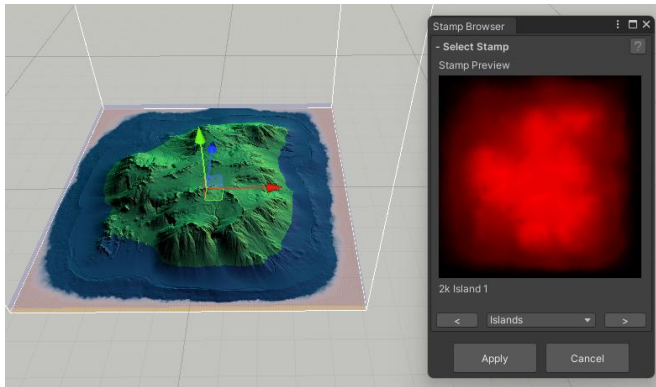 Stamp Browser
- Select Stamp
?
Stamp Preview
2k Island 1
< Islands >
Apply Cancel